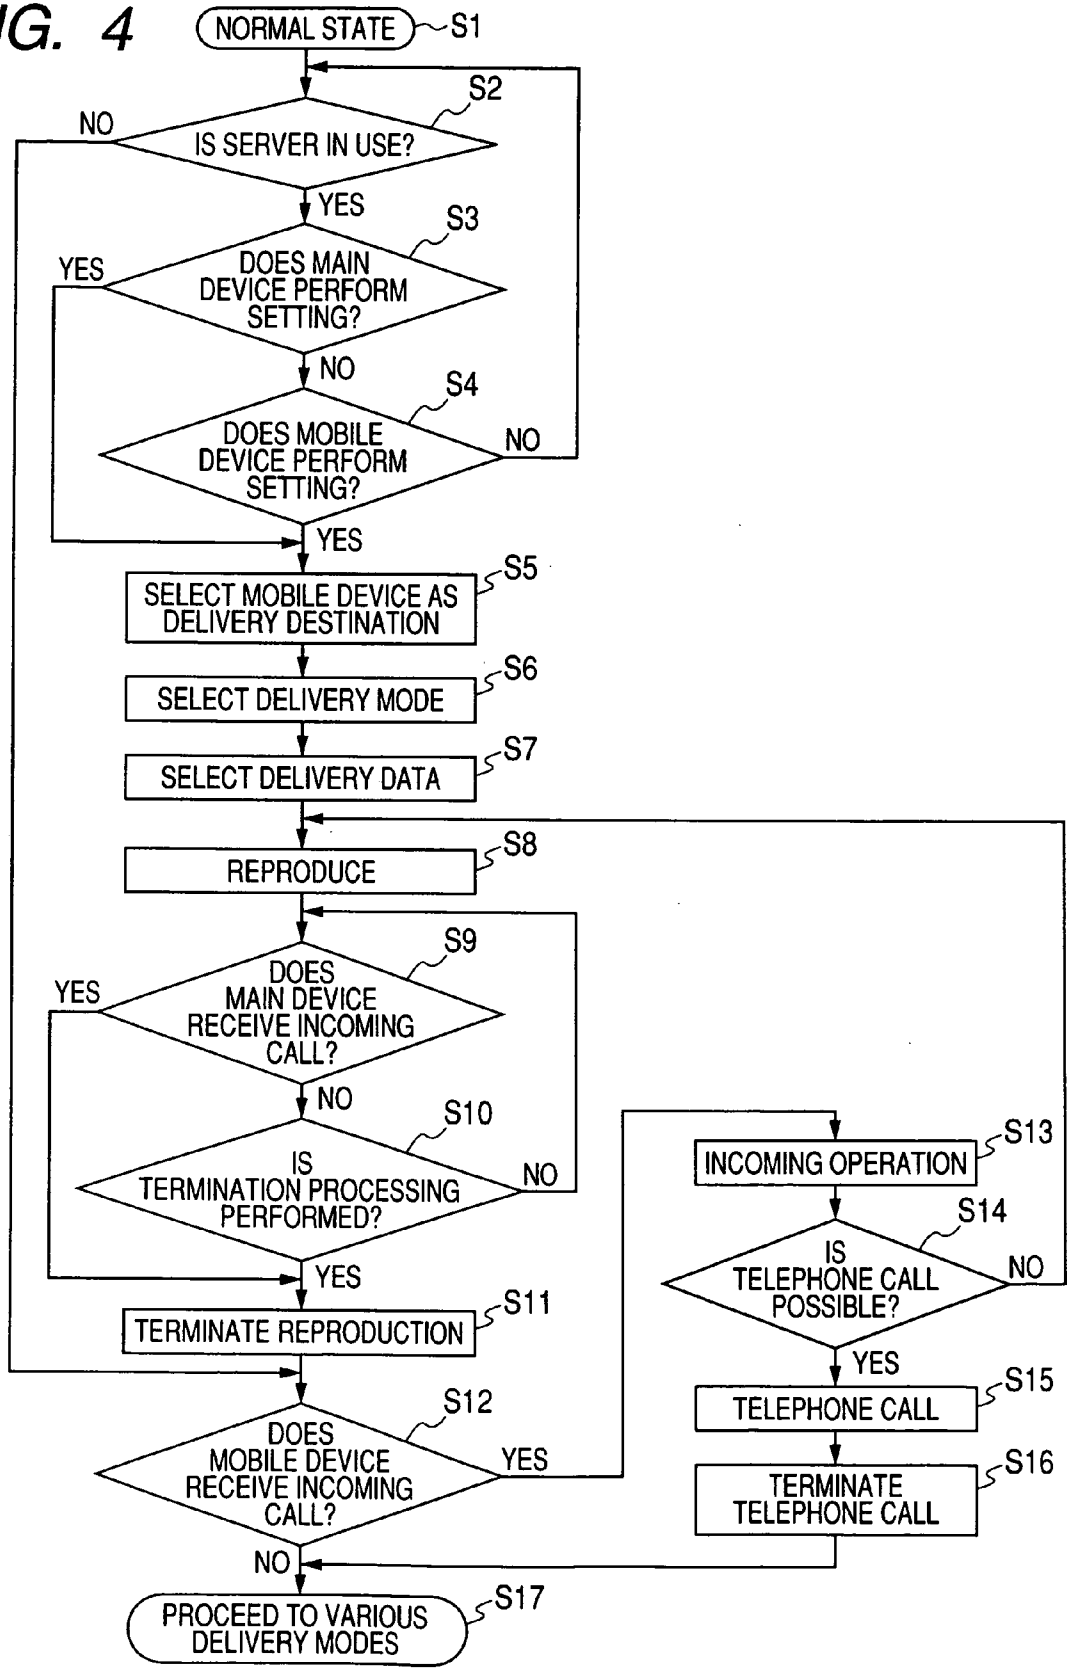 IG. 4
NORMAL STATE
S1
S2
NO
IS SERVER IN USE?
YES
S3
YES
DOES MAIN
DEVICE PERFORM
SETTING?
NO
S4
DOES MOBILE
DEVICE PERFORM
SETTING?
NO
YES
S5
SELECT MOBILE DEVICE AS
DELIVERY DESTINATION
S6
SELECT DELIVERY MODE
S7
SELECT DELIVERY DATA
S8
REPRODUCE
S9
YES
DOES
MAIN DEVICE
RECEIVE INCOMING
CALL?
NO
S10
IS
TERMINATION PROCESSING
PERFORMED?
NO
YES
S11
TERMINATE REPRODUCTION
S12
DOES
MOBILE DEVICE
RECEIVE INCOMING
CALL?
YES
NO
S13
INCOMING OPERATION
S14
IS
TELEPHONE CALL
POSSIBLE?
NO
YES
S15
TELEPHONE CALL
S16
TERMINATE
TELEPHONE CALL
S17
PROCEED TO VARIOUS
DELIVERY MODES